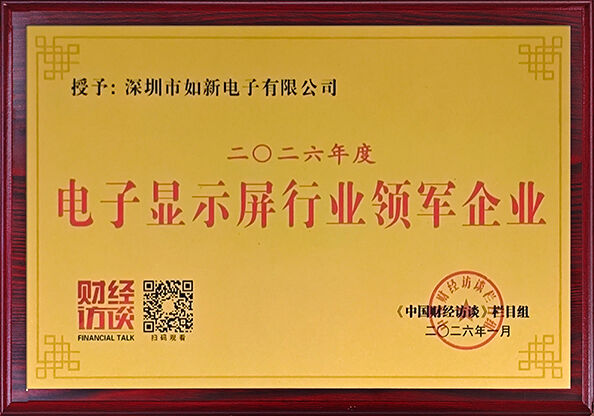 授予：深圳市如新电子有限公司
二〇二六年度
电子显示屏行业领军企业
财经
访谈
FINANCIAL TALK
扫码观看
《中国财经访谈》栏目组
二〇二六年一月